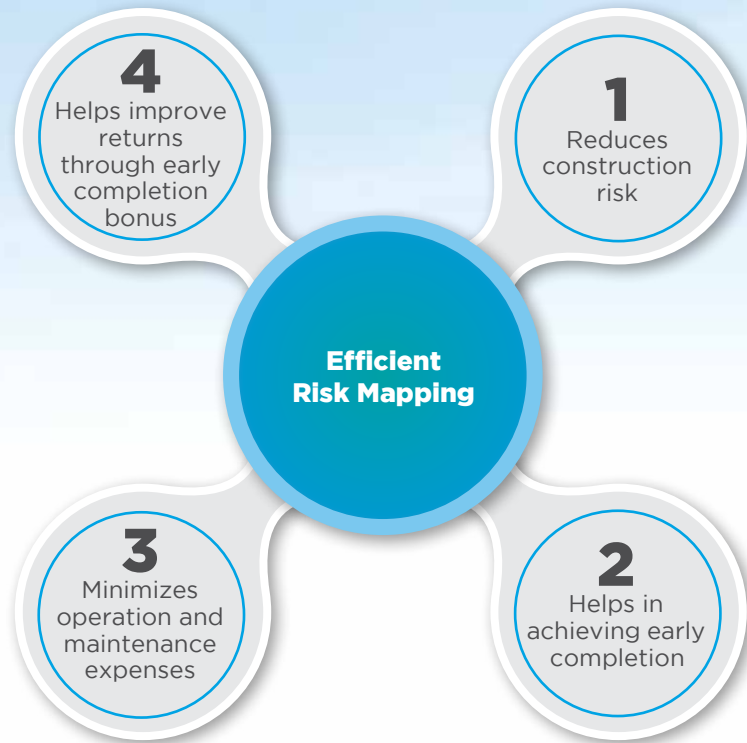 4
Helps improve
returns
through early
completion
bonus
1
Reduces
construction
risk
Efficient
Risk Mapping
3
Minimizes
operation and
maintenance
expenses
2
Helps in
achieving early
completion